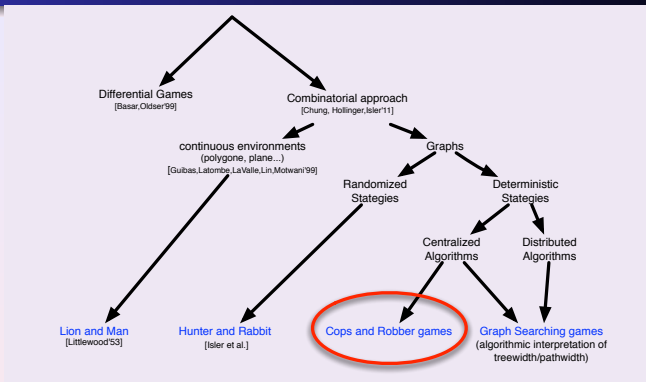 Differential Games
[Basar,Oldser'99]
Combinatorial approach
[Chung, Hollinger,Isler'11]
continuous environments
(polygone, plane...)
[Guibas,Latombe,LaValle,Lin,Motwani'99]
Graphs
Randomized
Stategies
Deterministic
Stategies
Centralized
Algorithms
Distributed
Algorithms
Lion and Man
[Littlewood'53]
Hunter and Rabbit
[Isler et al.]
Cops and Robber games
Graph Searching games
(algorithmic interpretation of
treewidth/pathwidth)